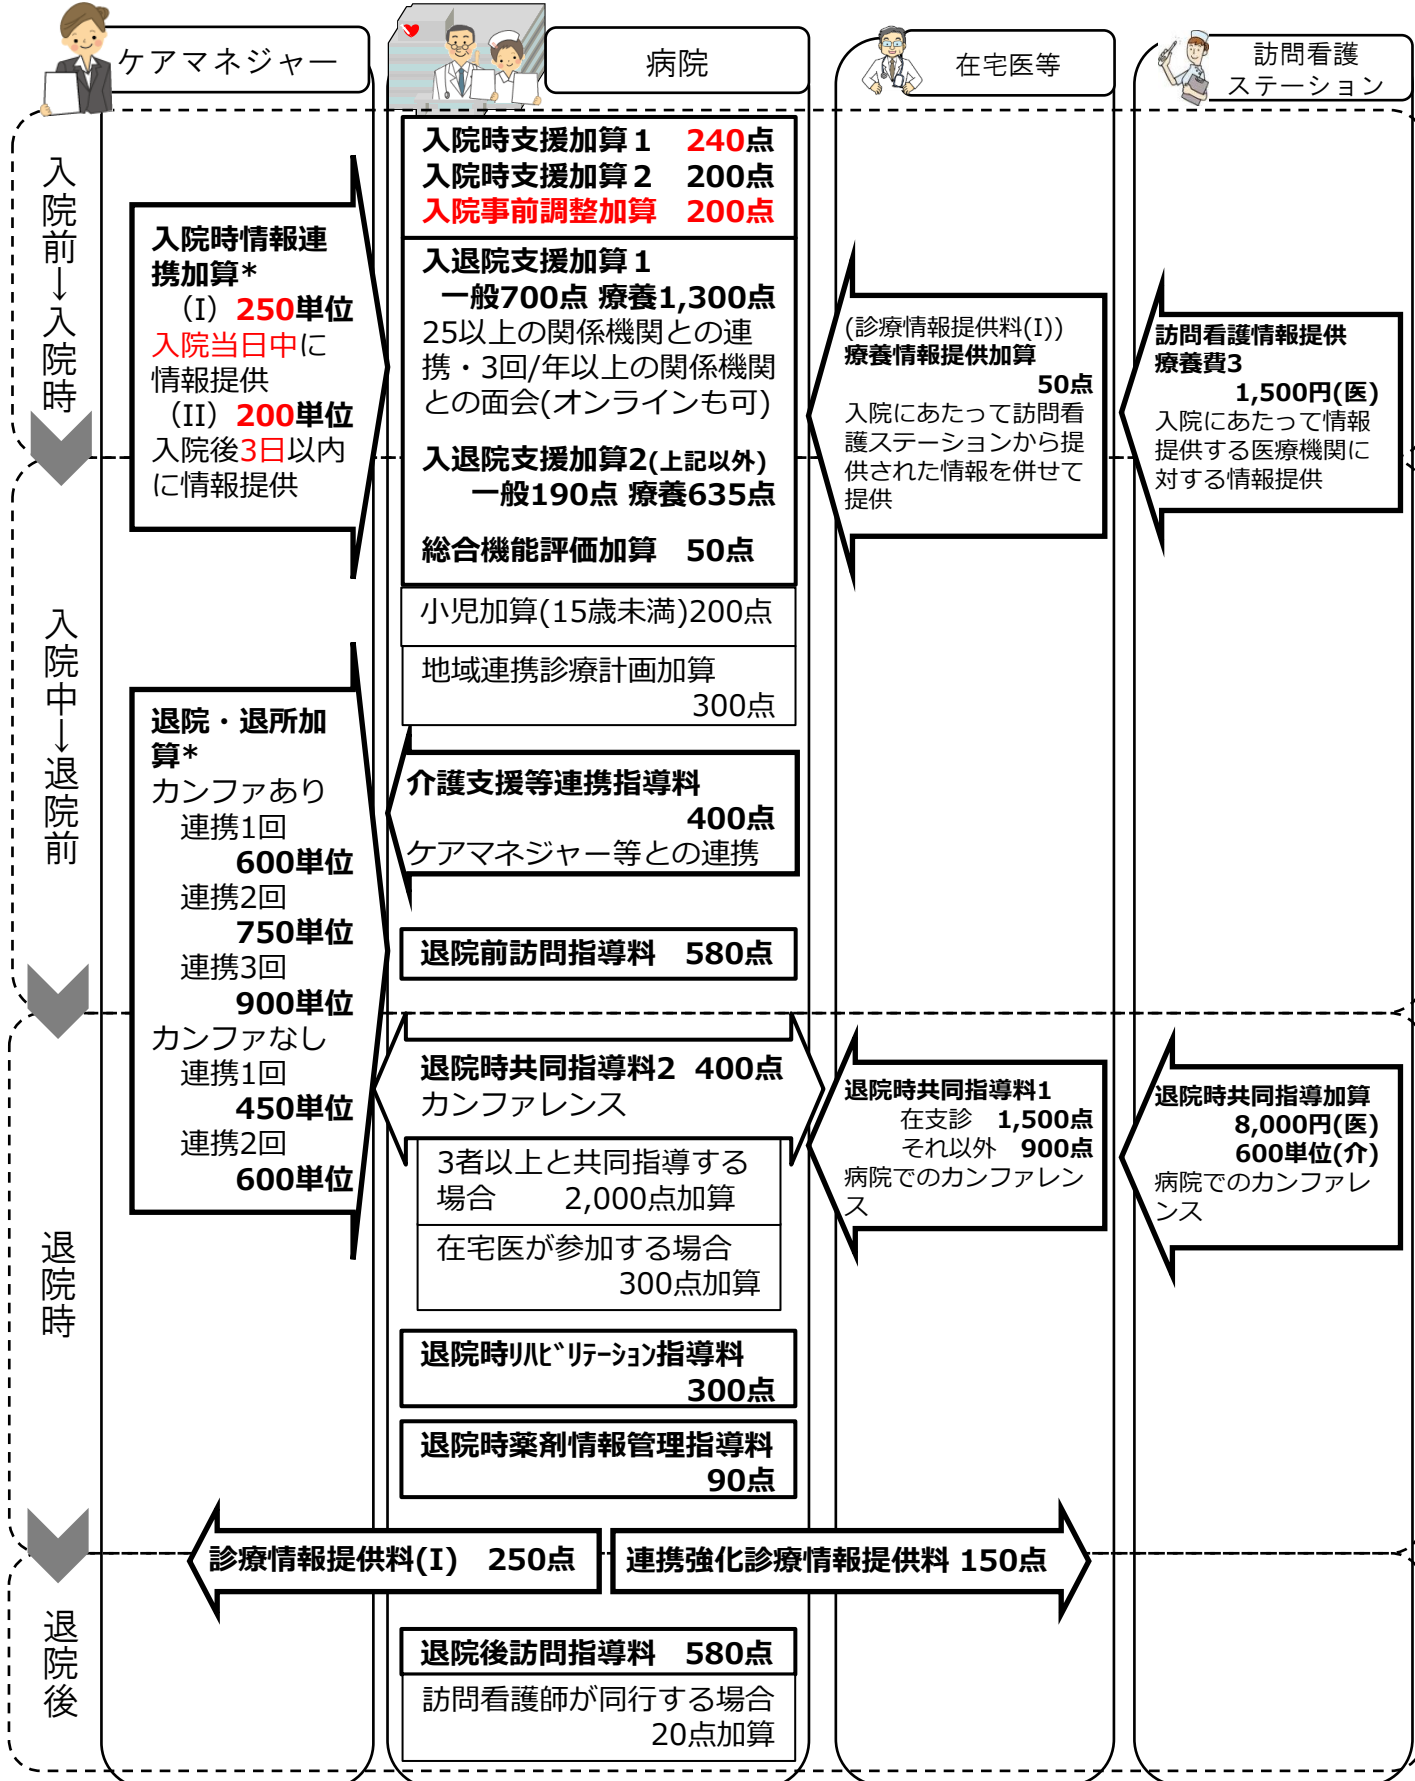 ケアマネジャー
病院
在宅医等
訪問看護
ステーション
入院前→入院時
入院時情報連
携加算*
（I）250単位
入院当日中に
情報提供
（II）200単位
入院後3日以内
に情報提供
入院時支援加算１　240点
入院時支援加算２　200点
入院事前調整加算　200点
入退院支援加算１
一般700点 療養1,300点
25以上の関係機関との連
携・3回/年以上の関係機関
との面会(オンラインも可)
入退院支援加算2(上記以外)
一般190点 療養635点
総合機能評価加算　50点
小児加算(15歳未満)200点
地域連携診療計画加算
300点
(診療情報提供料(I))
療養情報提供加算
50点
入院にあたって訪問看
護ステーションから提
供された情報を併せて
提供
訪問看護情報提供
療養費3
1,500円(医)
入院にあたって情報
提供する医療機関に
対する情報提供
入院中→退院前
退院・退所加
算*
カンファあり
連携1回
600単位
連携2回
750単位
連携3回
900単位
カンファなし
連携1回
450単位
連携2回
600単位
介護支援等連携指導料
400点
ケアマネジャー等との連携
退院前訪問指導料　580点
退院時
退院時共同指導料2 400点
カンファレンス
3者以上と共同指導する
場合　　2,000点加算
在宅医が参加する場合
300点加算
退院時共同指導料1
在支診　1,500点
それ以外　900点
病院でのカンファレン
ス
退院時共同指導加算
8,000円(医)
600単位(介)
病院でのカンファレ
ンス
退院時ﾘﾊﾋﾞﾘﾃｰｼｮﾝ指導料
300点
退院時薬剤情報管理指導料
90点
診療情報提供料(I)　250点
連携強化診療情報提供料 150点
退院後
退院後訪問指導料　580点
訪問看護師が同行する場合
20点加算